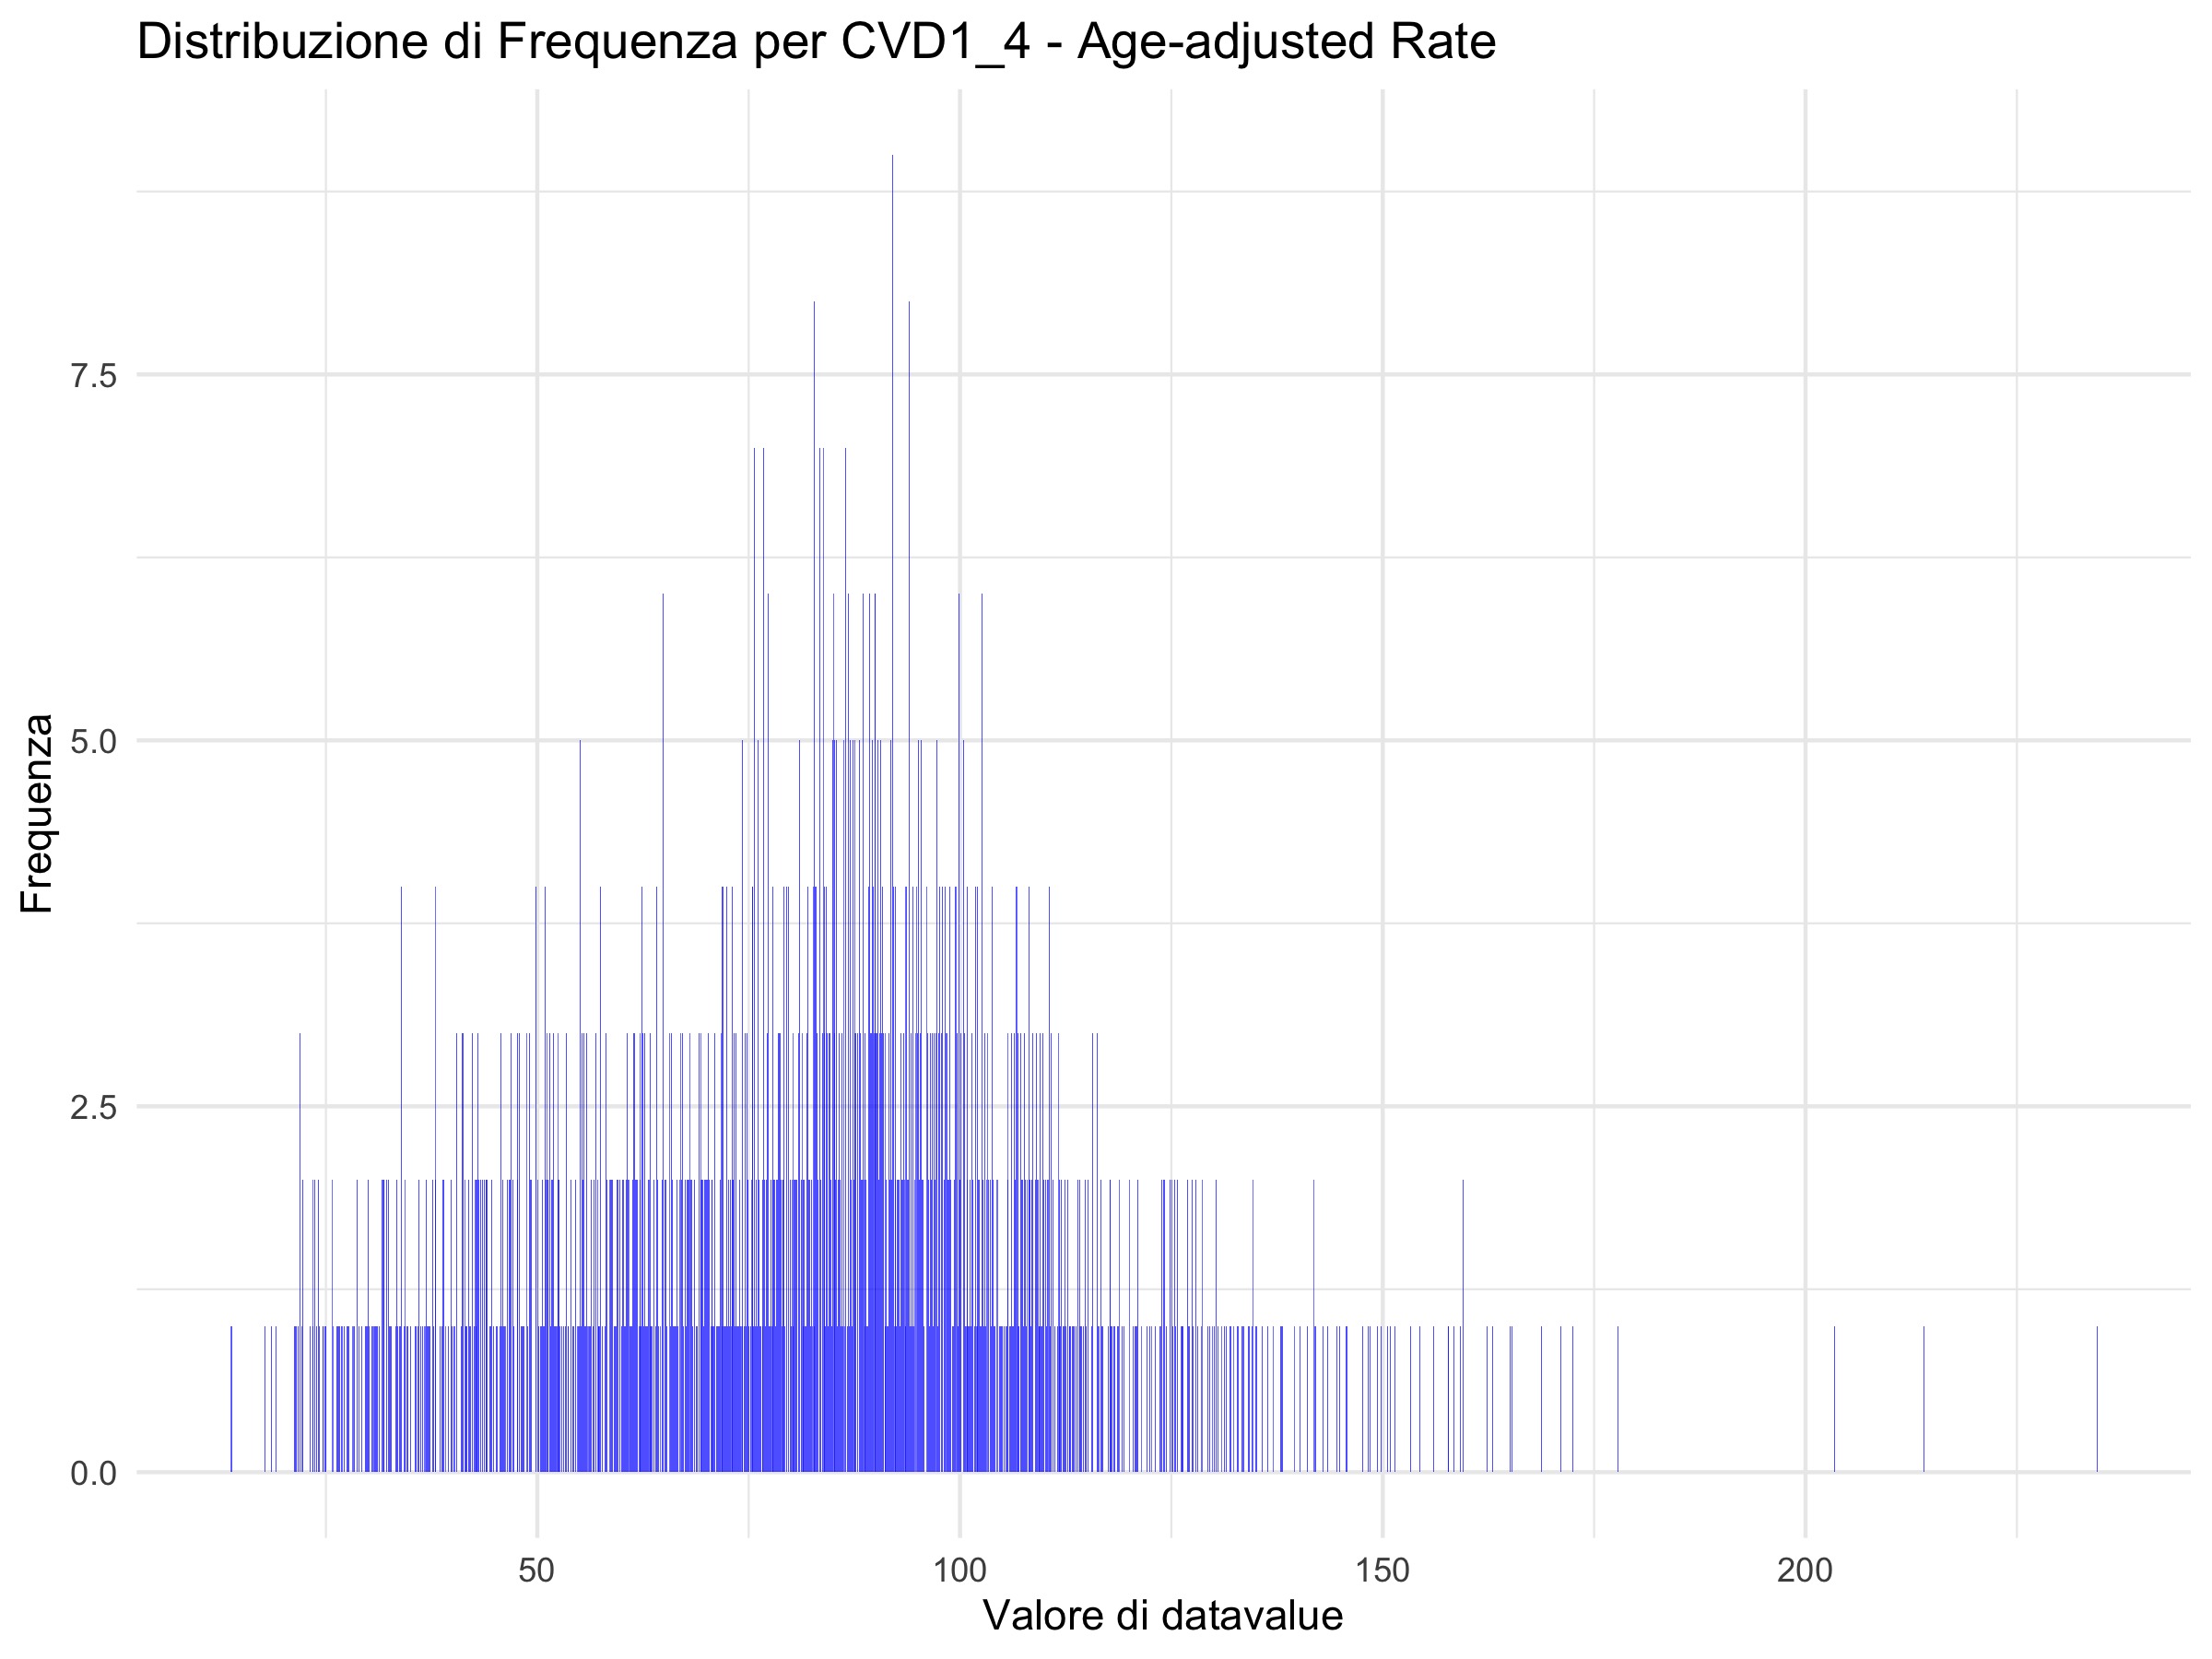 Distribuzione di Frequenza per CVD1_4 - Age-adjusted Rate
Frequenza
7.5
5.0
2.5
0.0
50
100
150
200
Valore di datavalue